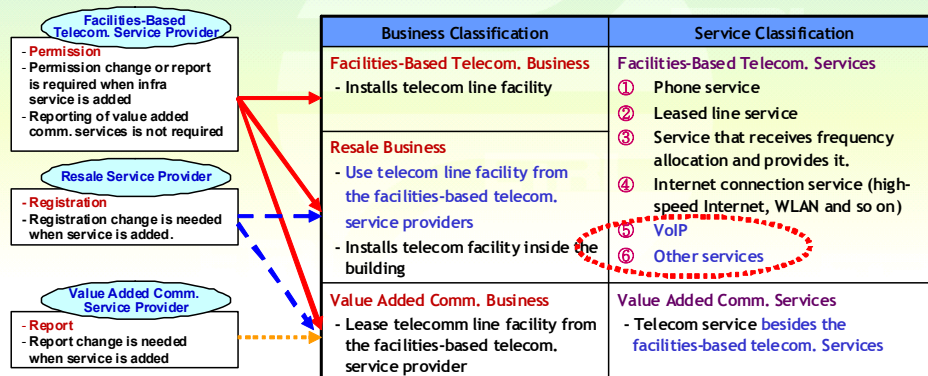 Facilities-Based
Telecom. Service Provider
- Permission
- Permission change or report
is required when infra
service is added
- Reporting of value added
comm. services is not required
Resale Service Provider
- Registration
- Registration change is needed
when service is added.
Value Added Comm.
Service Provider
- Report
- Report change is needed
when service is added
Business Classification
Facilities-Based Telecom. Business
- Installs telecom line facility
Resale Business
- Use telecom line facility from
the facilities-based telecom.
service providers
- Installs telecom facility inside the
building
Value Added Comm. Business
- Lease telecomm line facility from
the facilities-based telecom.
service provider
Service Classification
Facilities-Based Telecom. Services
① Phone service
② Leased line service
③ Service that receives frequency
allocation and provides it.
④ Internet connection service (high-
speed Internet, WLAN and so on)
⑤ VoIP
⑥ Other services
Value Added Comm. Services
- Telecom service besides the
facilities-based telecom. Services